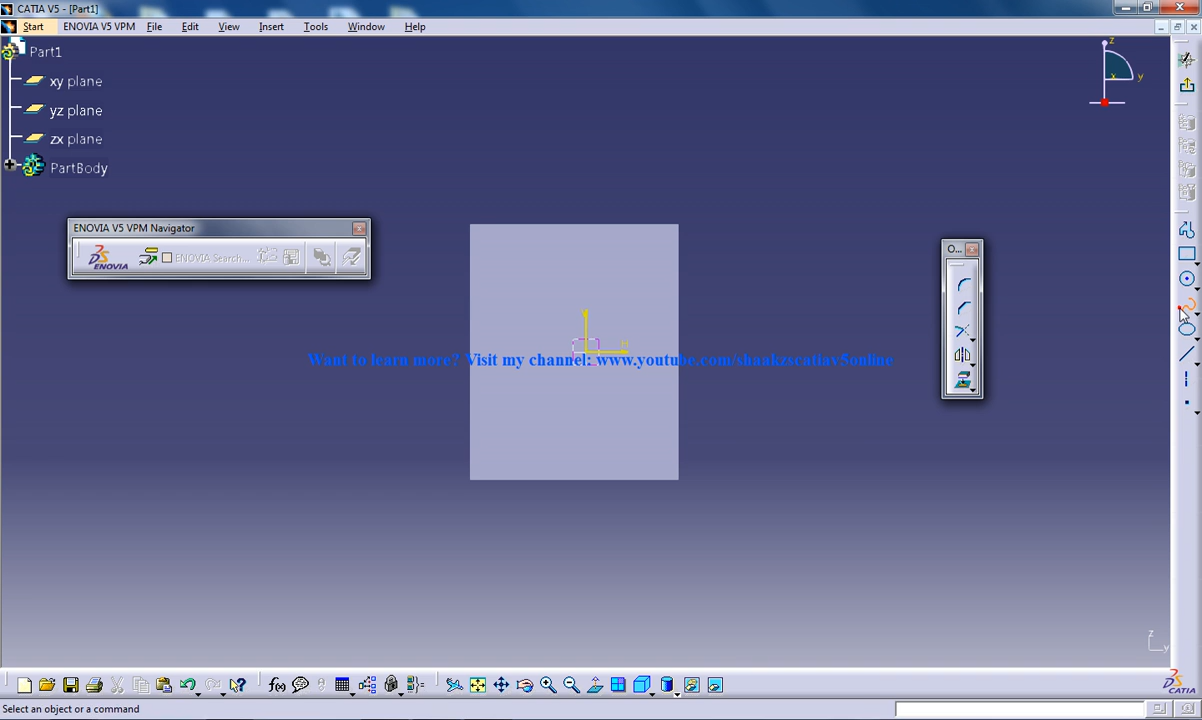 CATIA V5 - [Part1]
Start ENOVIA V5 VPM File Edit View Insert Tools Window Help
Part1
xy plane
yz plane
zx plane
PartBody
z
y
x
ENOVIA V5 VPM Navigator
ENOVIA Search...
O...
Want to learn more? Visit my channel: www.youtube.com/shaakzscatiav5online
z
y
f(x)
CATIA
Select an object or a command